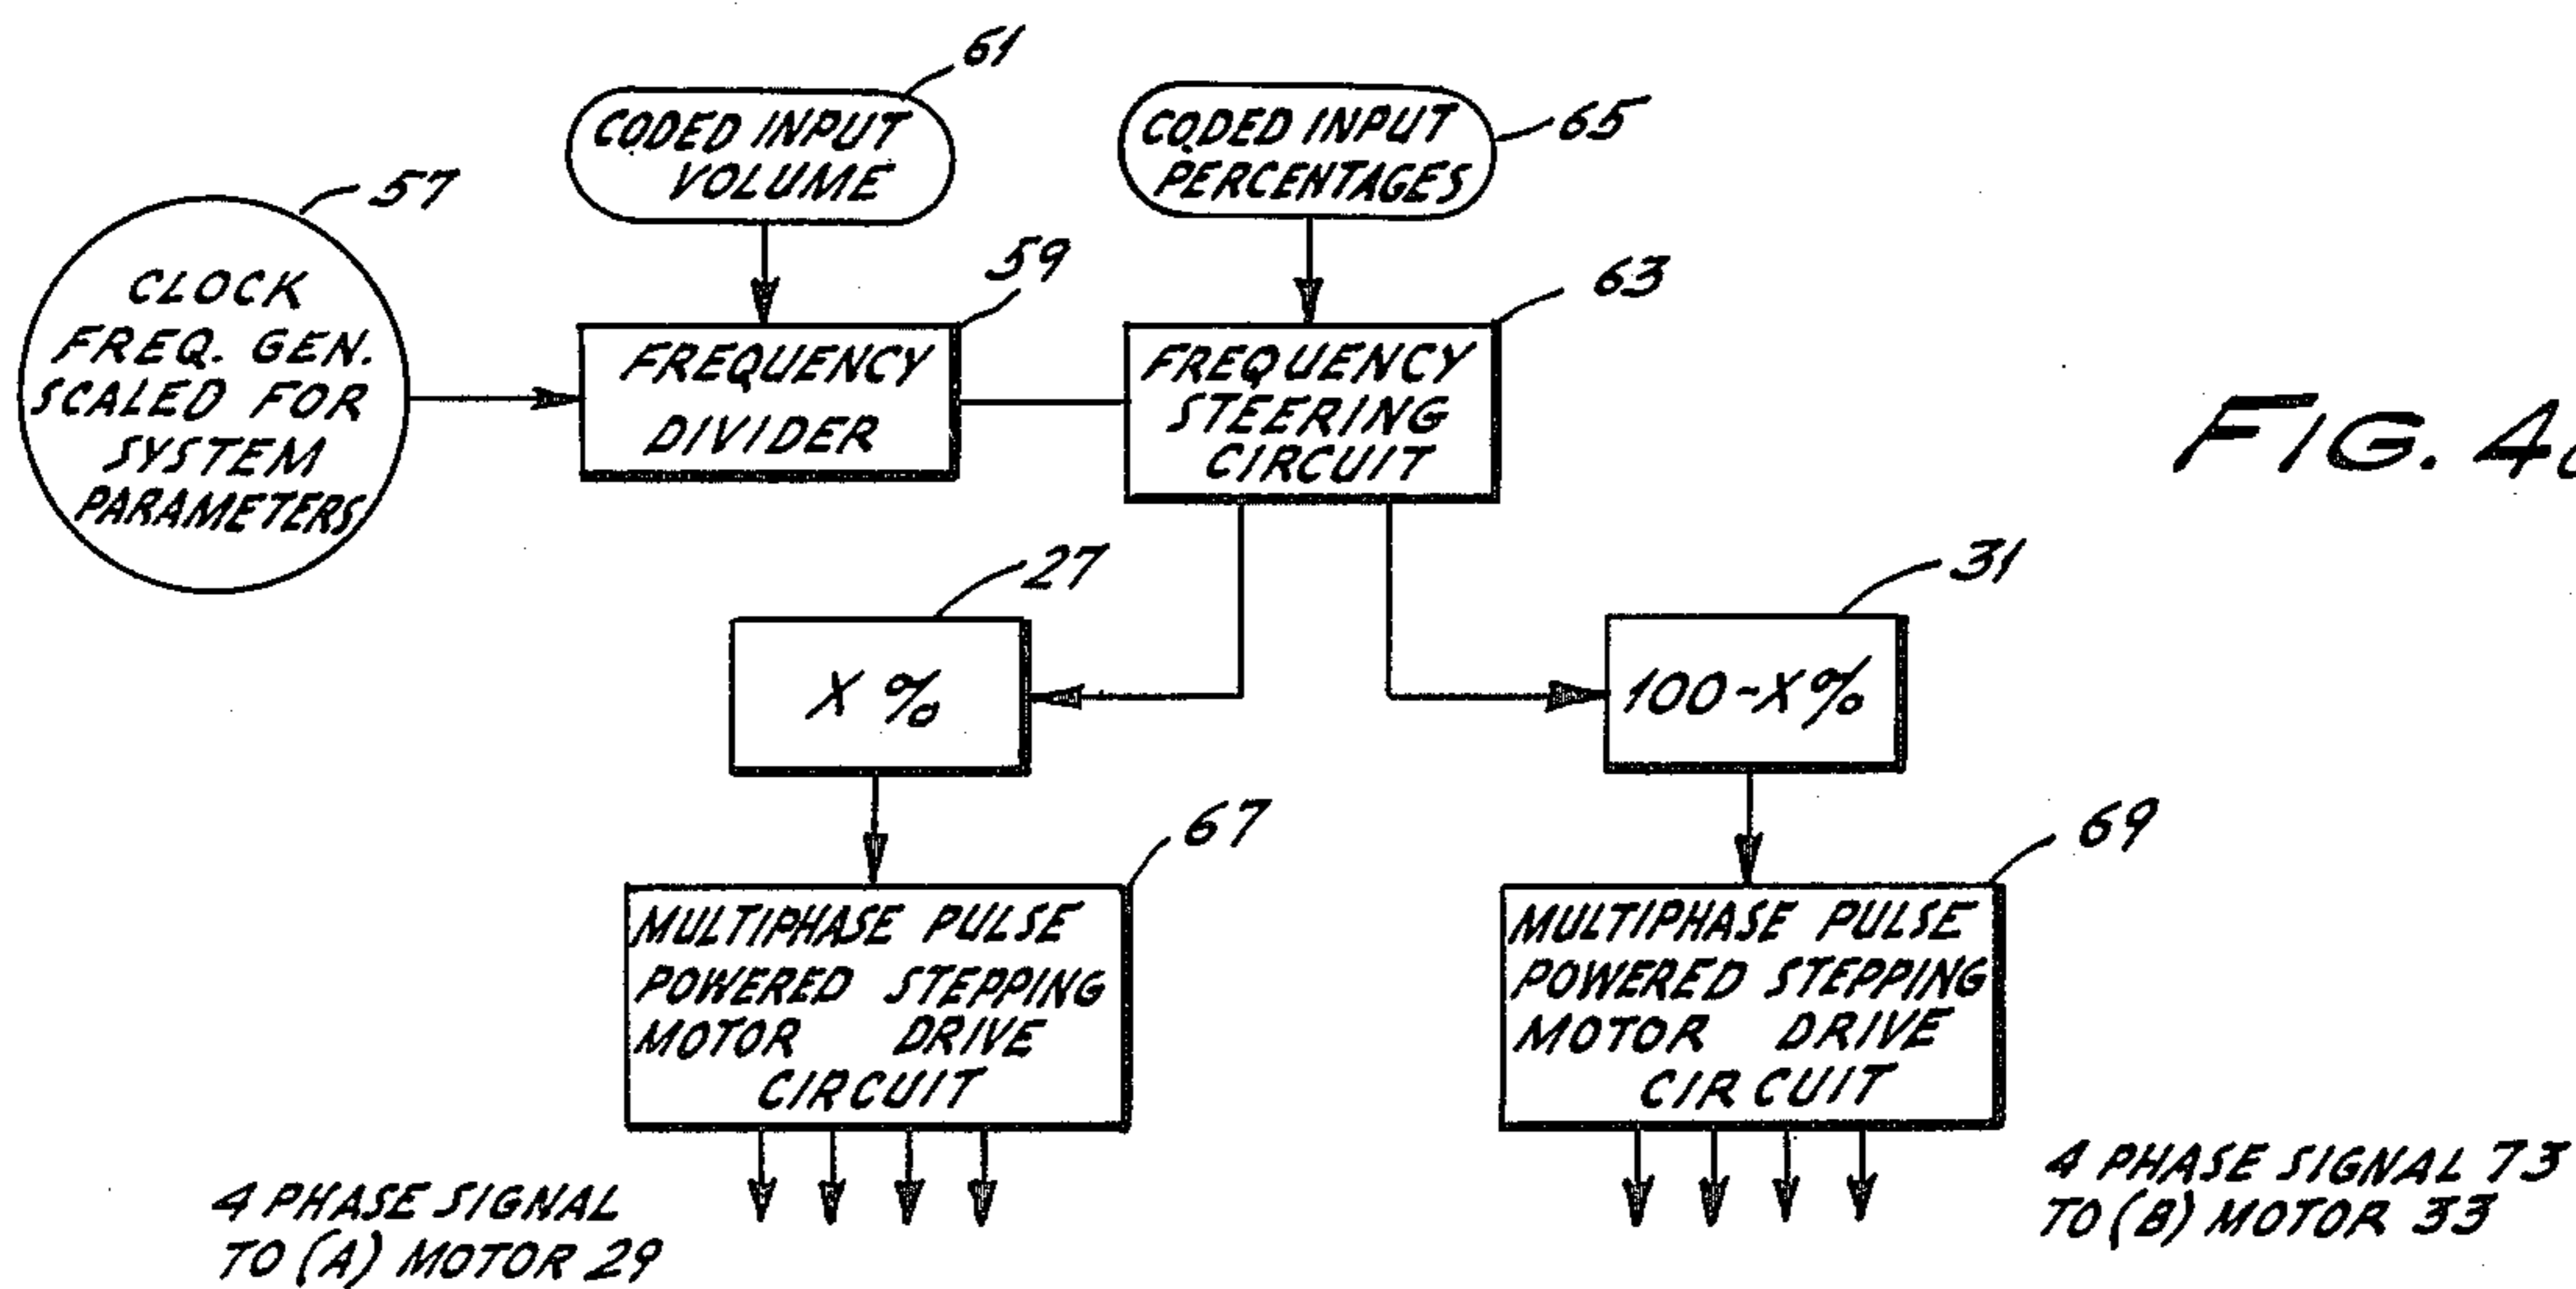 61
CODED INPUT
VOLUME
65
CODED INPUT
PERCENTAGES
57
CLOCK
FREQ. GEN.
SCALED FOR
SYSTEM
PARAMETERS
59
FREQUENCY
DIVIDER
63
FREQUENCY
STEERING
CIRCUIT
FIG. 4
27
X %
31
100-X%
67
MULTIPHASE PULSE
POWERED STEPPING
MOTOR DRIVE
CIRCUIT
69
MULTIPHASE PULSE
POWERED STEPPING
MOTOR DRIVE
CIRCUIT
4 PHASE SIGNAL
TO (A) MOTOR 29
4 PHASE SIGNAL 73
TO (B) MOTOR 33